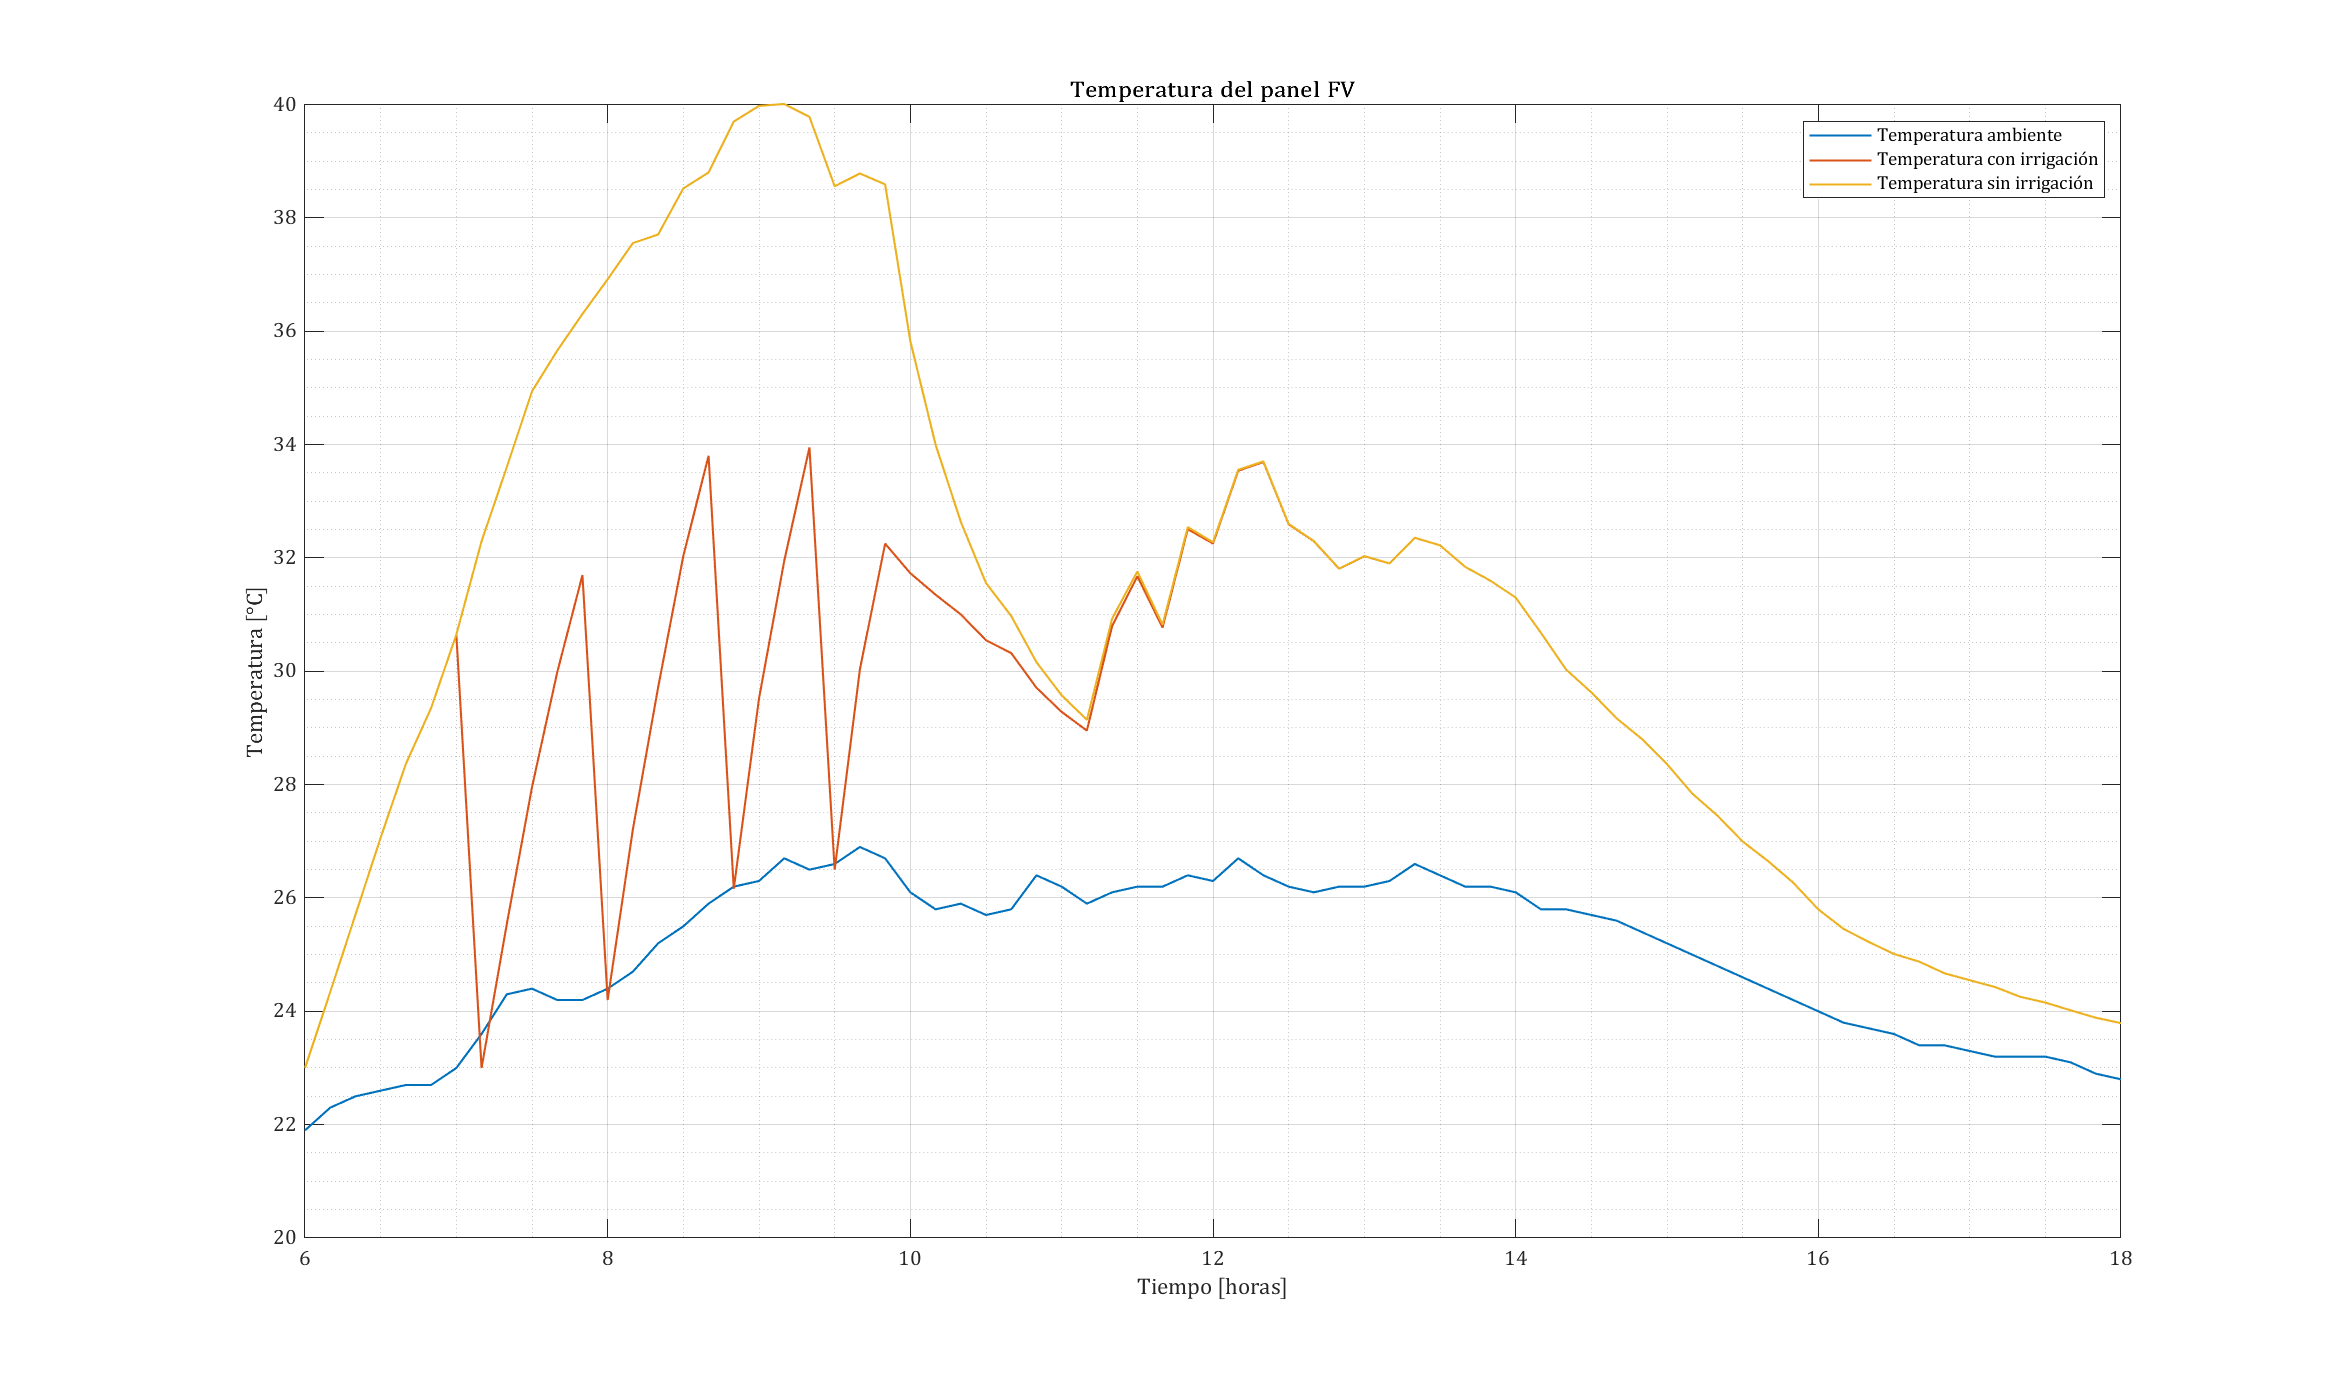 Temperatura del panel FV
Temperatura ambiente
Temperatura con irrigación
Temperatura sin irrigación
40
38
36
34
32
30
28
26
24
22
20
Temperatura [°C]
6 8 10 12 14 16 18
Tiempo [horas]